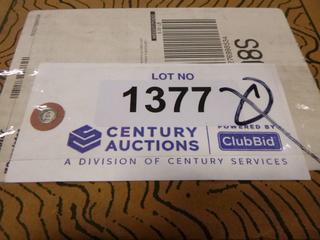 LOT NO
1377 D
CENTURY
AUCTIONS
POWERED BY
ClubBid
A DIVISION OF CENTURY SERVICES